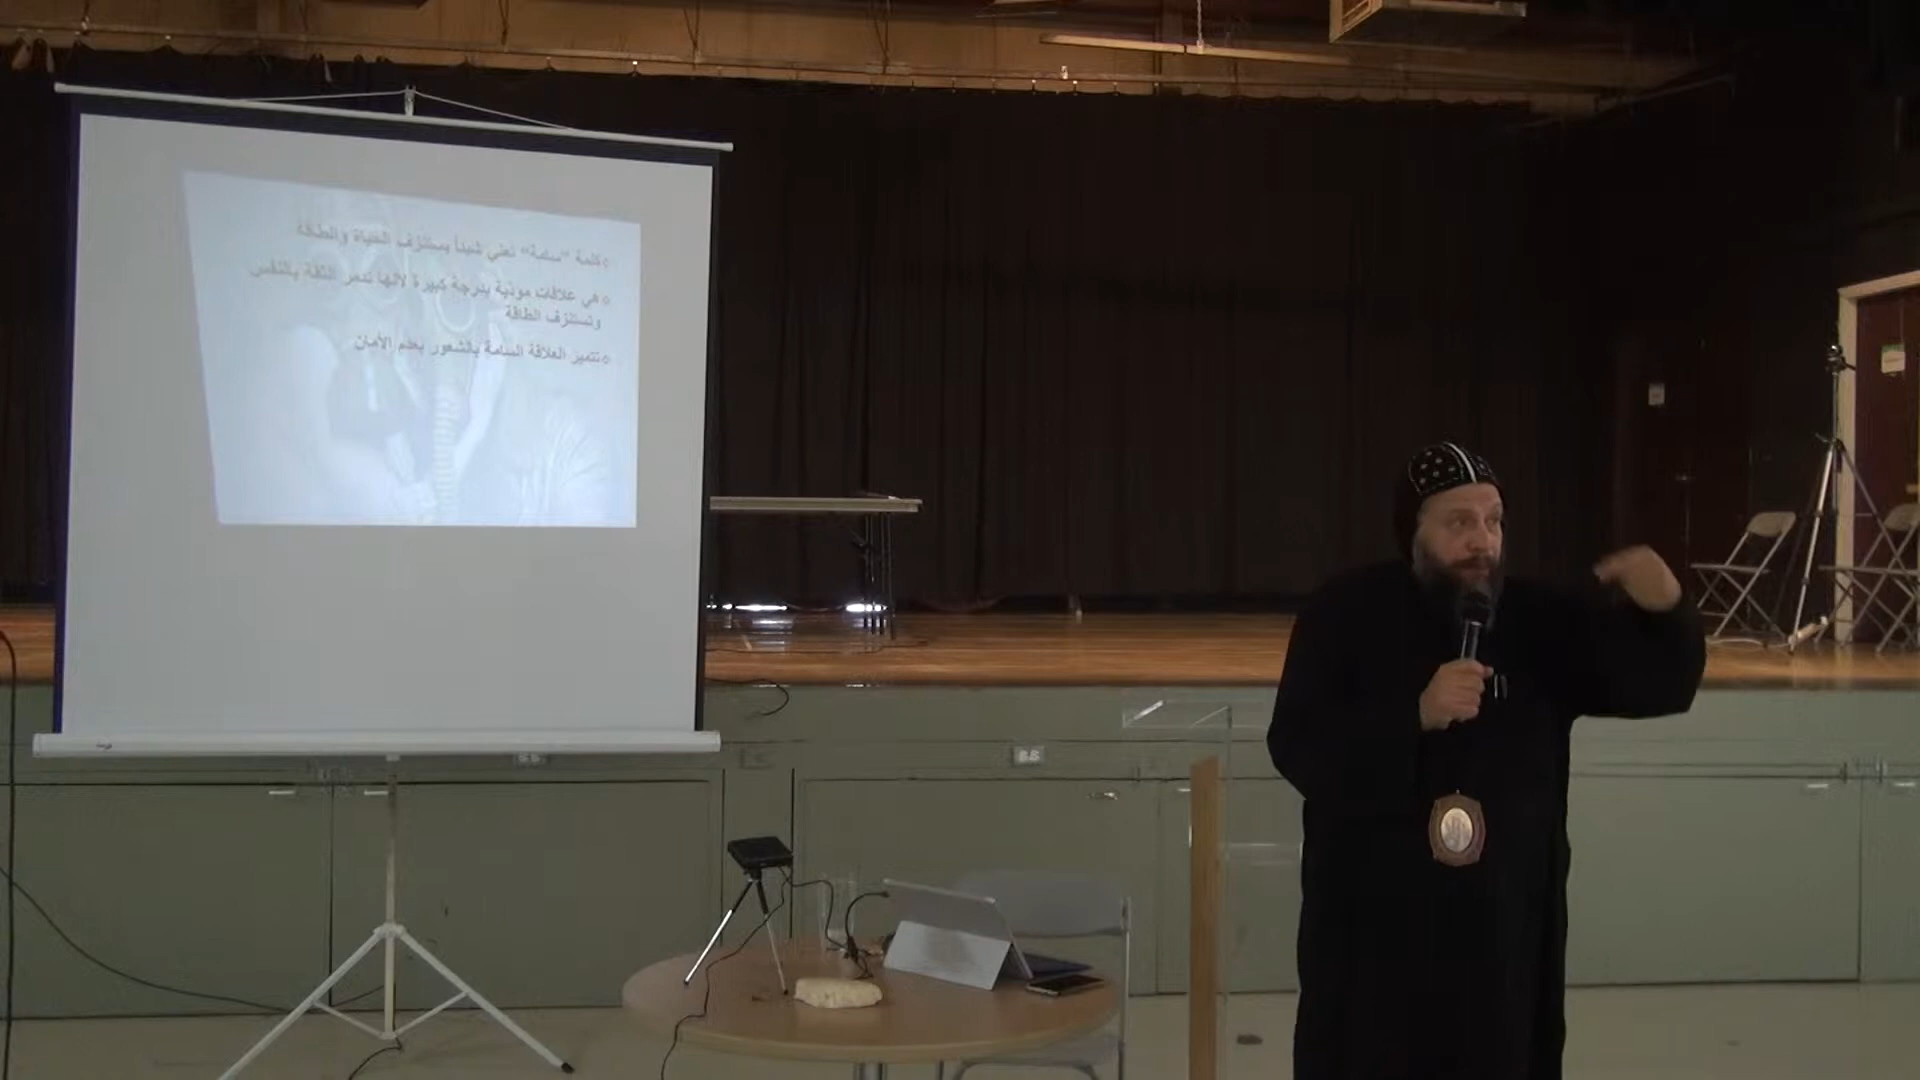 كلمة "سامة" تعني شيئاً يستنزف الحياة والطاقة
هي علاقات مؤذية بدرجة كبيرة لأنها تدمر الثقة بالنفس
وتستنزف الطاقة
تتميز العلاقة السامة بالشعور بعدم الأمان